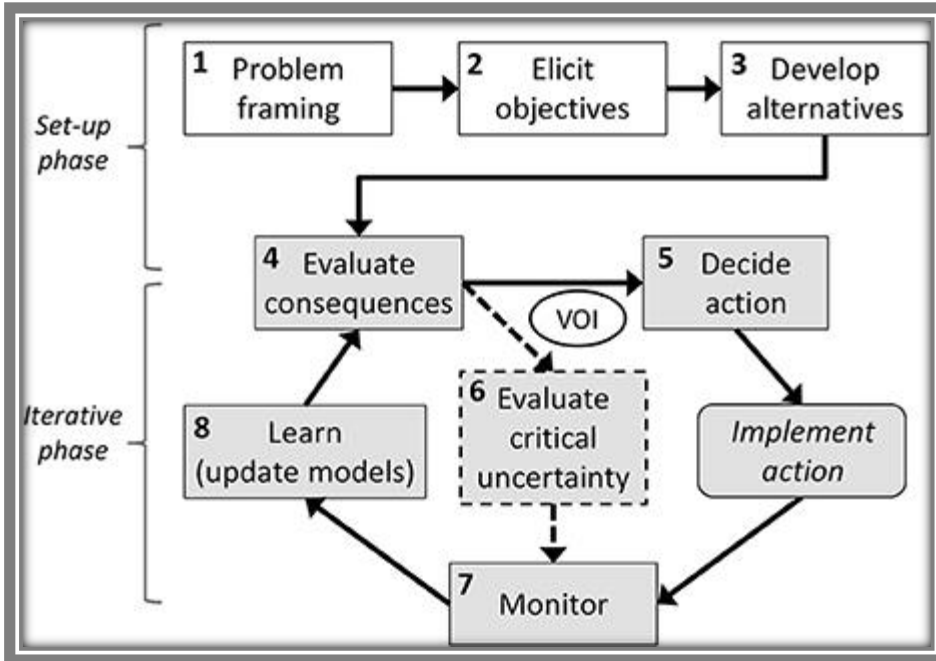 1 Problem
framing
2 Elicit
objectives
3 Develop
alternatives
Set-up
phase
4 Evaluate
consequences
5 Decide
action
VOI
Iterative
phase
8 Learn
(update models)
6 Evaluate
critical
uncertainty
Implement
action
7 Monitor